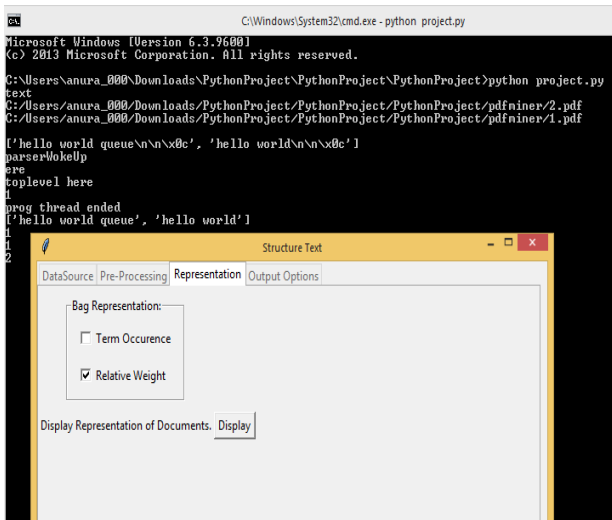 C:\Windows\System32\cmd.exe - python project.py
Microsoft Windows [Version 6.3.9600]
(c) 2013 Microsoft Corporation. All rights reserved.
C:\Users\anura_000\Downloads\PythonProject\PythonProject\PythonProject>python project.py
text
C:/Users/anura_000/Downloads/PythonProject/PythonProject/PythonProject/pdfminer/2.pdf
C:/Users/anura_000/Downloads/PythonProject/PythonProject/PythonProject/pdfminer/1.pdf
['hello world queue\n\n\x0c', 'hello world\n\n\x0c']
parserWokeUp
ere
toplevel here
1
prog thread ended
['hello world queue', 'hello world']
1
1
2
Structure Text
DataSource Pre-Processing Representation Output Options
Bag Representation:
Term Occurence
Relative Weight
Display Representation of Documents. Display